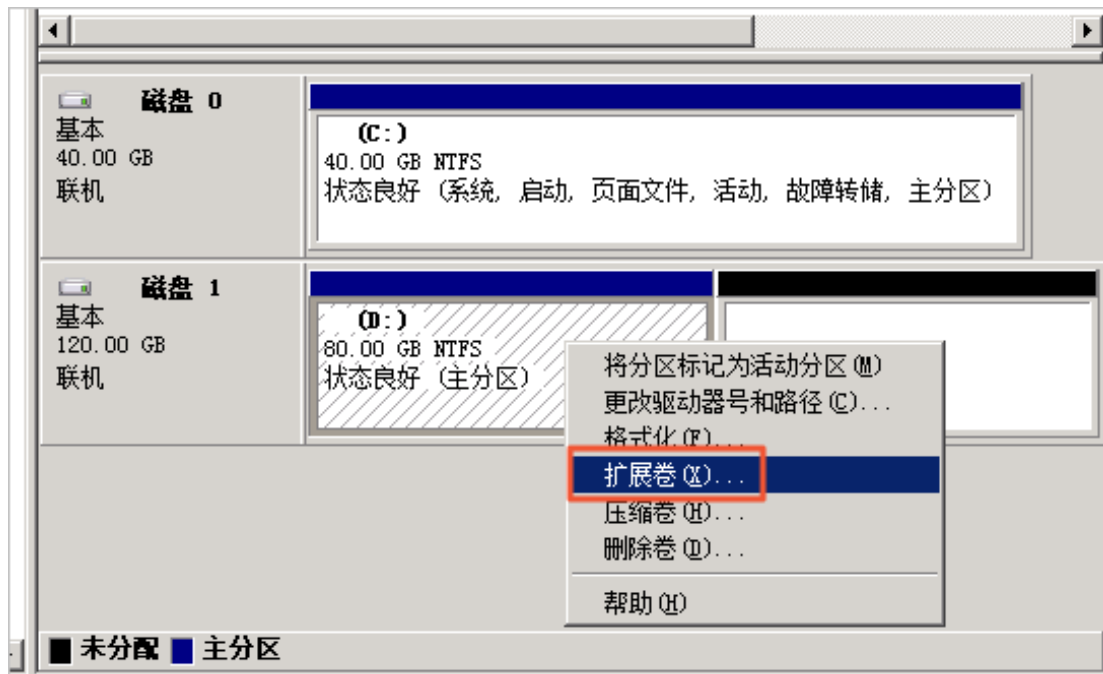 磁盘 0
基本
40.00 GB
联机
(C:)
40.00 GB NTFS
状态良好 (系统, 启动, 页面文件, 活动, 故障转储, 主分区)
磁盘 1
基本
120.00 GB
联机
(D:)
80.00 GB NTFS
状态良好 (主分区)
将分区标记为活动分区(M)
更改驱动器号和路径(C)...
格式化(F)...
扩展卷(X)...
压缩卷(H)...
删除卷(D)...
帮助(H)
未分配 主分区